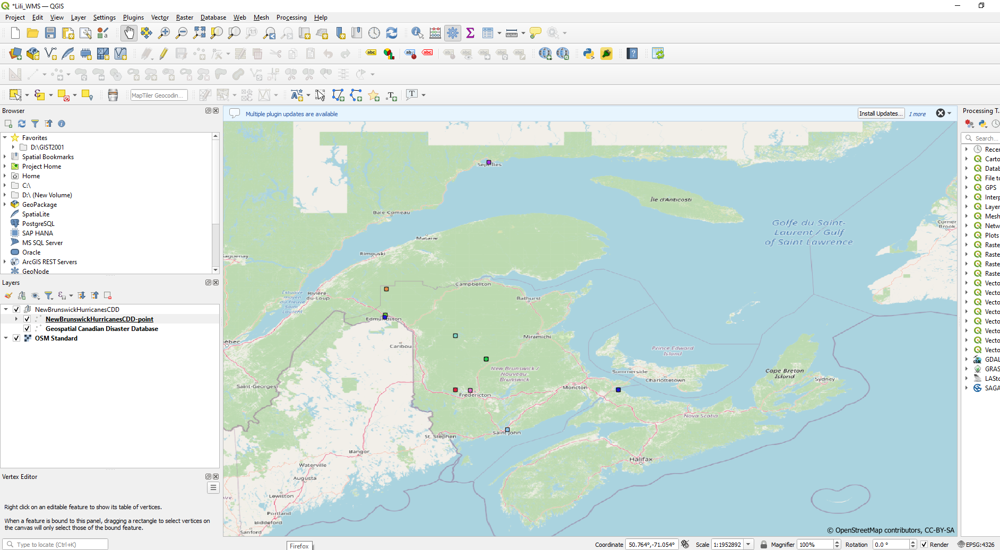 *Lili_WMS — QGIS
Project Edit View Layer Settings Plugins Vector Raster Database Web Mesh Processing Help
MapTiler Geocodin...
Browser
Favorites
D:\GIST2001
Spatial Bookmarks
Project Home
Home
C:\
D:\ (New Volume)
GeoPackage
SpatiaLite
PostgreSQL
SAP HANA
MS SQL Server
Oracle
ArcGIS REST Servers
GeoNode
Layers
NewBrunswickHurricanesCDD
NewBrunswickHurricanesCDD-point
Geospatial Canadian Disaster Database
OSM Standard
Vertex Editor
Right click on an editable feature to show its table of vertices.
When a feature is bound to this panel, dragging a rectangle to select vertices on
the canvas will only select those of the bound feature.
Type to locate (Ctrl+K)
Multiple plugin updates are available
Install Updates...
1 more
Île d'Anticosti
Baie-Comeau
Golfe du Saint-
Laurent / Gulf
of Saint Lawrence
Corner
Brook
Matane
Rimouski
Saguenay
Campbellton
Estuaire
moyen
du Fleuve
Saint
Laurent
Rivière-
du-Loup
Bathurst
Edmundston
Miramichi
Caribou
Prince Edward
Island
New Brunswick /
Nouveau
Brunswick
Summerside
Charlottetown
Cape Breton
Island
Sydney
Saint-Georges
Fredericton
Moncton
Nova Scotia
Saint John
St. Stephen
Bangor
Halifax
Waterville
Augusta
Lewiston
Portland
Biddeford
Sanford
© OpenStreetMap contributors, CC-BY-SA
Processing T...
Search...
Recen
Carto
Datab
File to
GPS
Interp
Layer
Mesh
Netw
Plots
Raste
Raste
Raste
Raste
Vecto
Vecto
Vecto
Vecto
Vecto
Vecto
Vecto
Vecto
GDAL
GRAS
LASto
SAGA
Firefox
Coordinate 50.764°,-71.054° Scale 1:1952892 Magnifier 100% Rotation 0.0 ° Render EPSG:4326